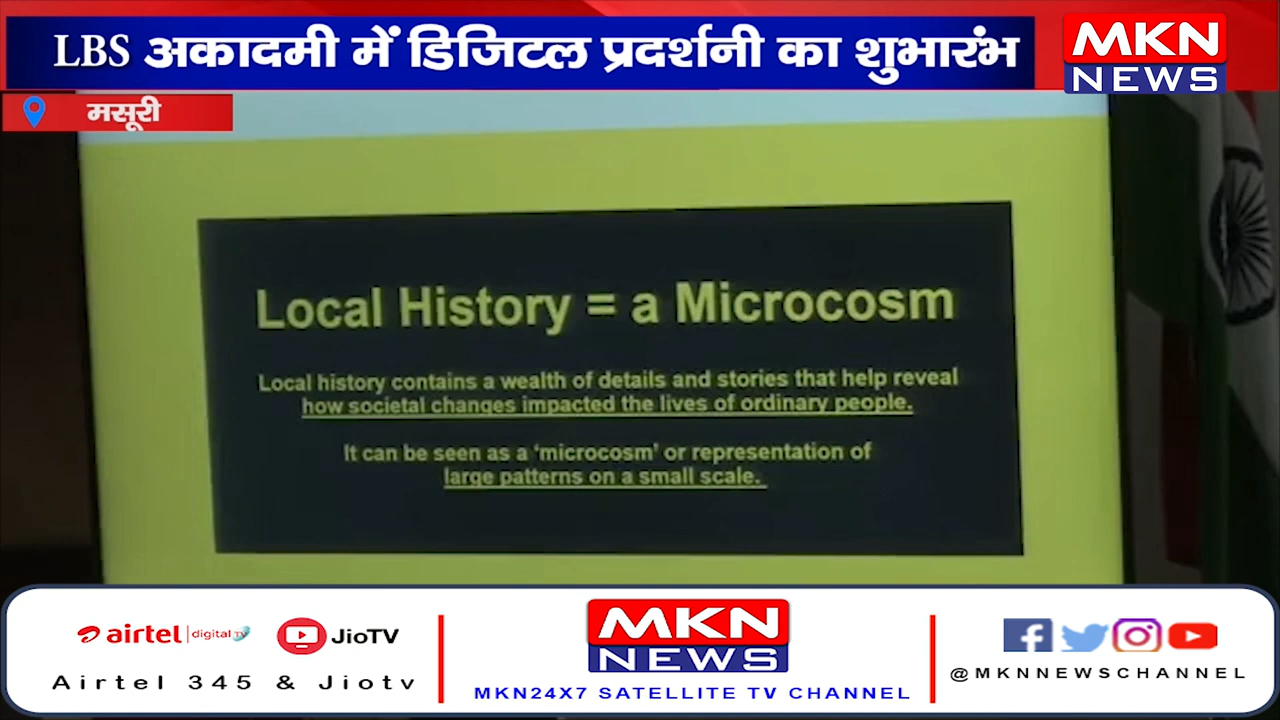 LBS अकादमी में डिजिटल प्रदर्शनी का शुभारंभ
MKN
NEWS
मसूरी
Local History = a Microcosm
Local history contains a wealth of details and stories that help reveal
how societal changes impacted the lives of ordinary people.
It can be seen as a ‘microcosm’ or representation of
large patterns on a small scale.
airtel digital TV
JioTV
Airtel 345 & Jiotv
MKN
NEWS
MKN24X7 SATELLITE TV CHANNEL
@MKNNEWSCHANNEL